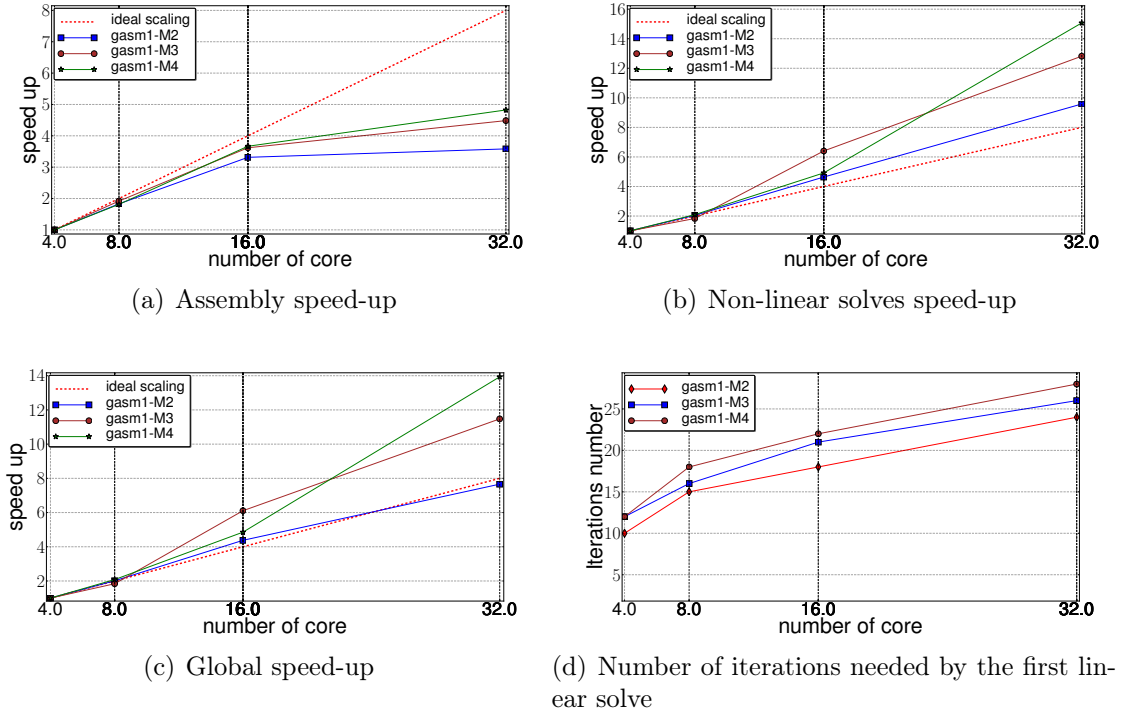 8
7
6
5
4
3
2
1
speed up
ideal scaling
gasm1-M2
gasm1-M3
gasm1-M4
4.0
8.0
16.0
32.0
number of core
(a) Assembly speed-up
16
14
12
10
8
6
4
2
speed up
ideal scaling
gasm1-M2
gasm1-M3
gasm1-M4
4.0
8.0
16.0
32.0
number of core
(b) Non-linear solves speed-up
14
12
10
8
6
4
2
speed up
ideal scaling
gasm1-M2
gasm1-M3
gasm1-M4
4.0
8.0
16.0
32.0
number of core
(c) Global speed-up
25
20
15
10
5
Iterations number
gasm1-M2
gasm1-M3
gasm1-M4
4.0
8.0
16.0
32.0
number of core
(d) Number of iterations needed by the first lin-
ear solve